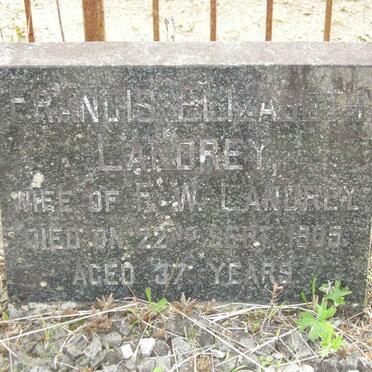 FRANCIS ELIZABETH
LANDREY,
WIFE OF F. W. LANDREY.
DIED ON 22ND SEPT.
AGED 37 YEARS.